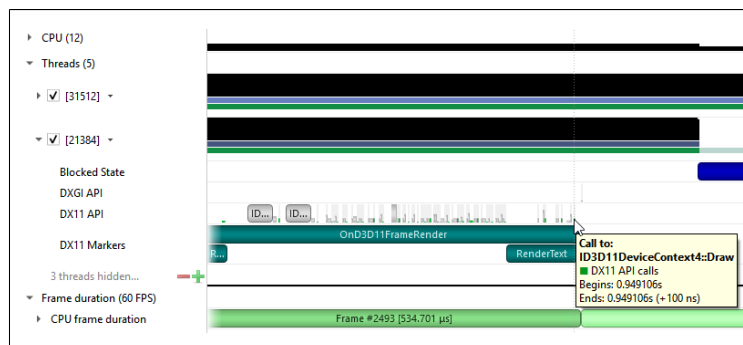 CPU (12)
Threads (5)
[31512]
[21384]
Blocked State
DXGI API
DX11 API
ID...
ID...
DX11 Markers
OnD3D11FrameRender
R...
RenderText
Call to:
ID3D11DeviceContext4::Draw
DX11 API calls
Begins: 0.949106s
Ends: 0.949106s (+100 ns)
3 threads hidden...
Frame duration (60 FPS)
CPU frame duration
Frame #2493 [534.701 µs]